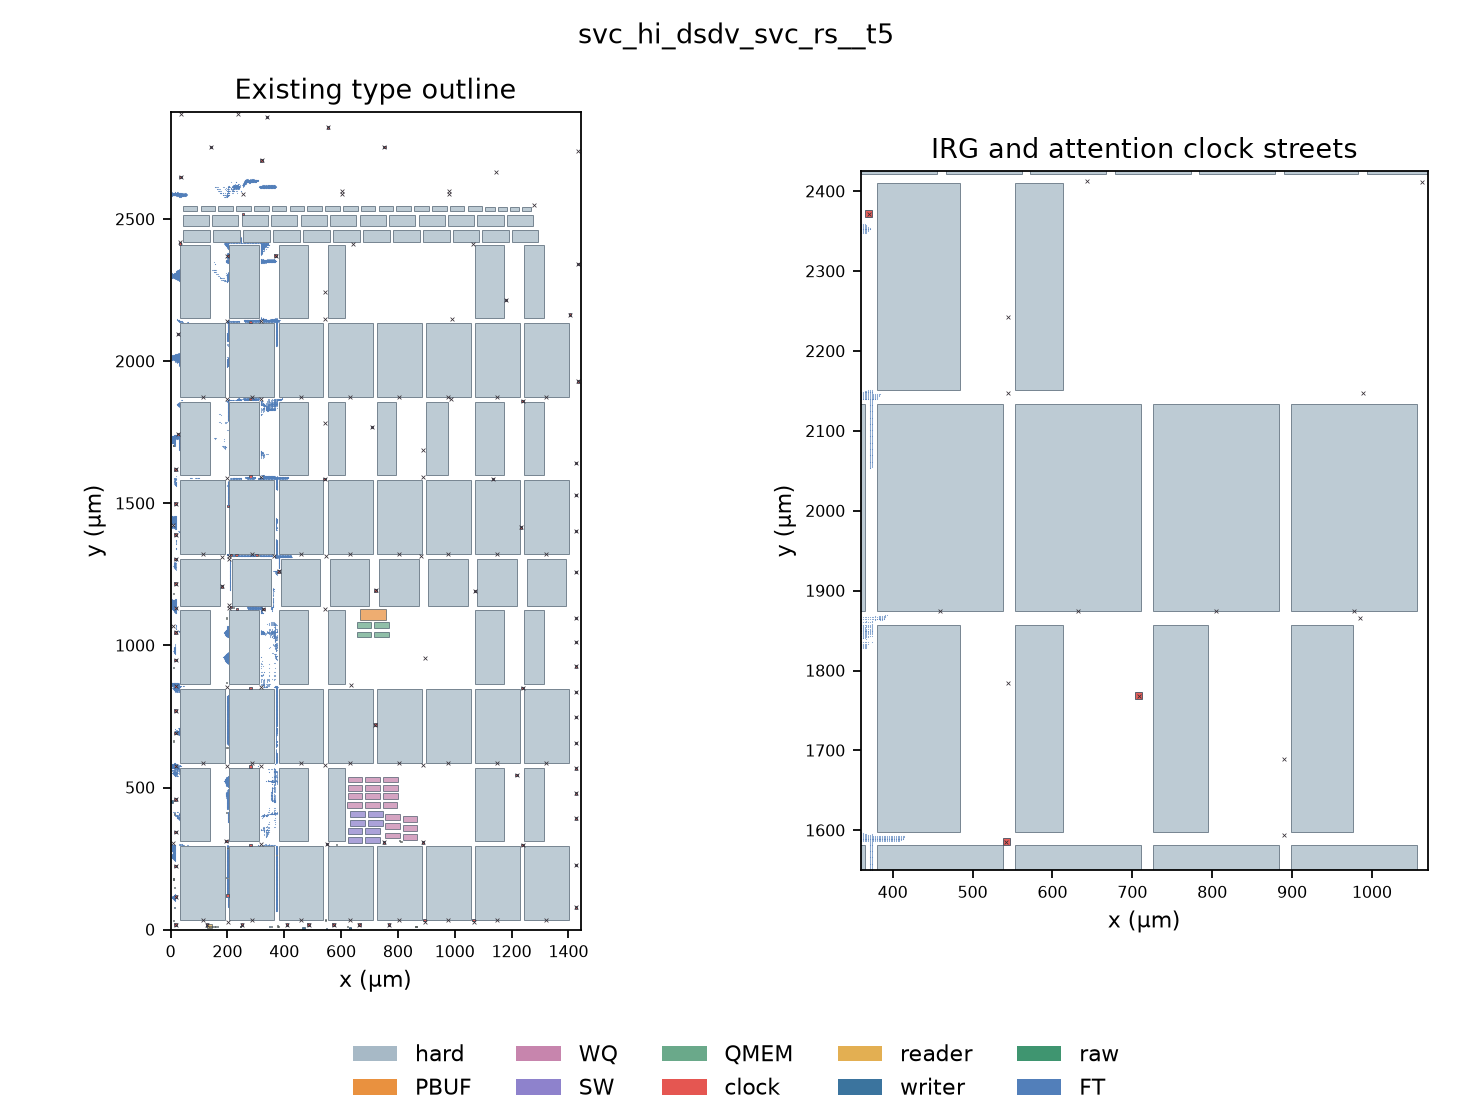 svc_hi_dsdv_svc_rs__t5
Existing type outline
IRG and attention clock streets
y (μm)
2500
2000
1500
1000
500
0
0 200 400 600 800 1000 1200 1400
x (μm)
y (μm)
2400
2300
2200
2100
2000
1900
1800
1700
1600
400 500 600 700 800 900 1000
x (μm)
hard WQ QMEM reader raw
PBUF SW clock writer FT